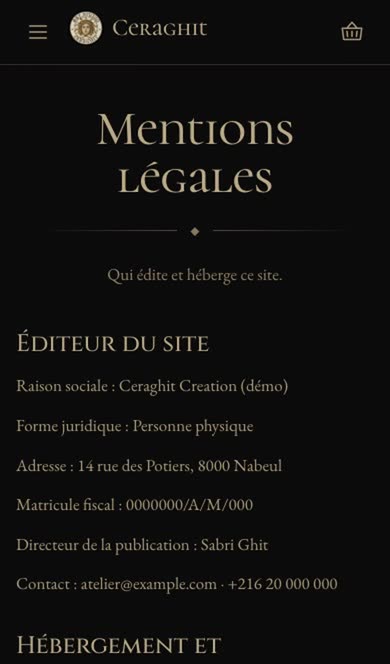 Ceraghit
Mentions
légales
Qui édite et héberge ce site.
Éditeur du site
Raison sociale : Ceraghit Creation (démo)
Forme juridique : Personne physique
Adresse : 14 rue des Potiers, 8000 Nabeul
Matricule fiscal : 0000000/A/M/000
Directeur de la publication : Sabri Ghit
Contact : atelier@example.com · +216 20 000 000
Hébergement et